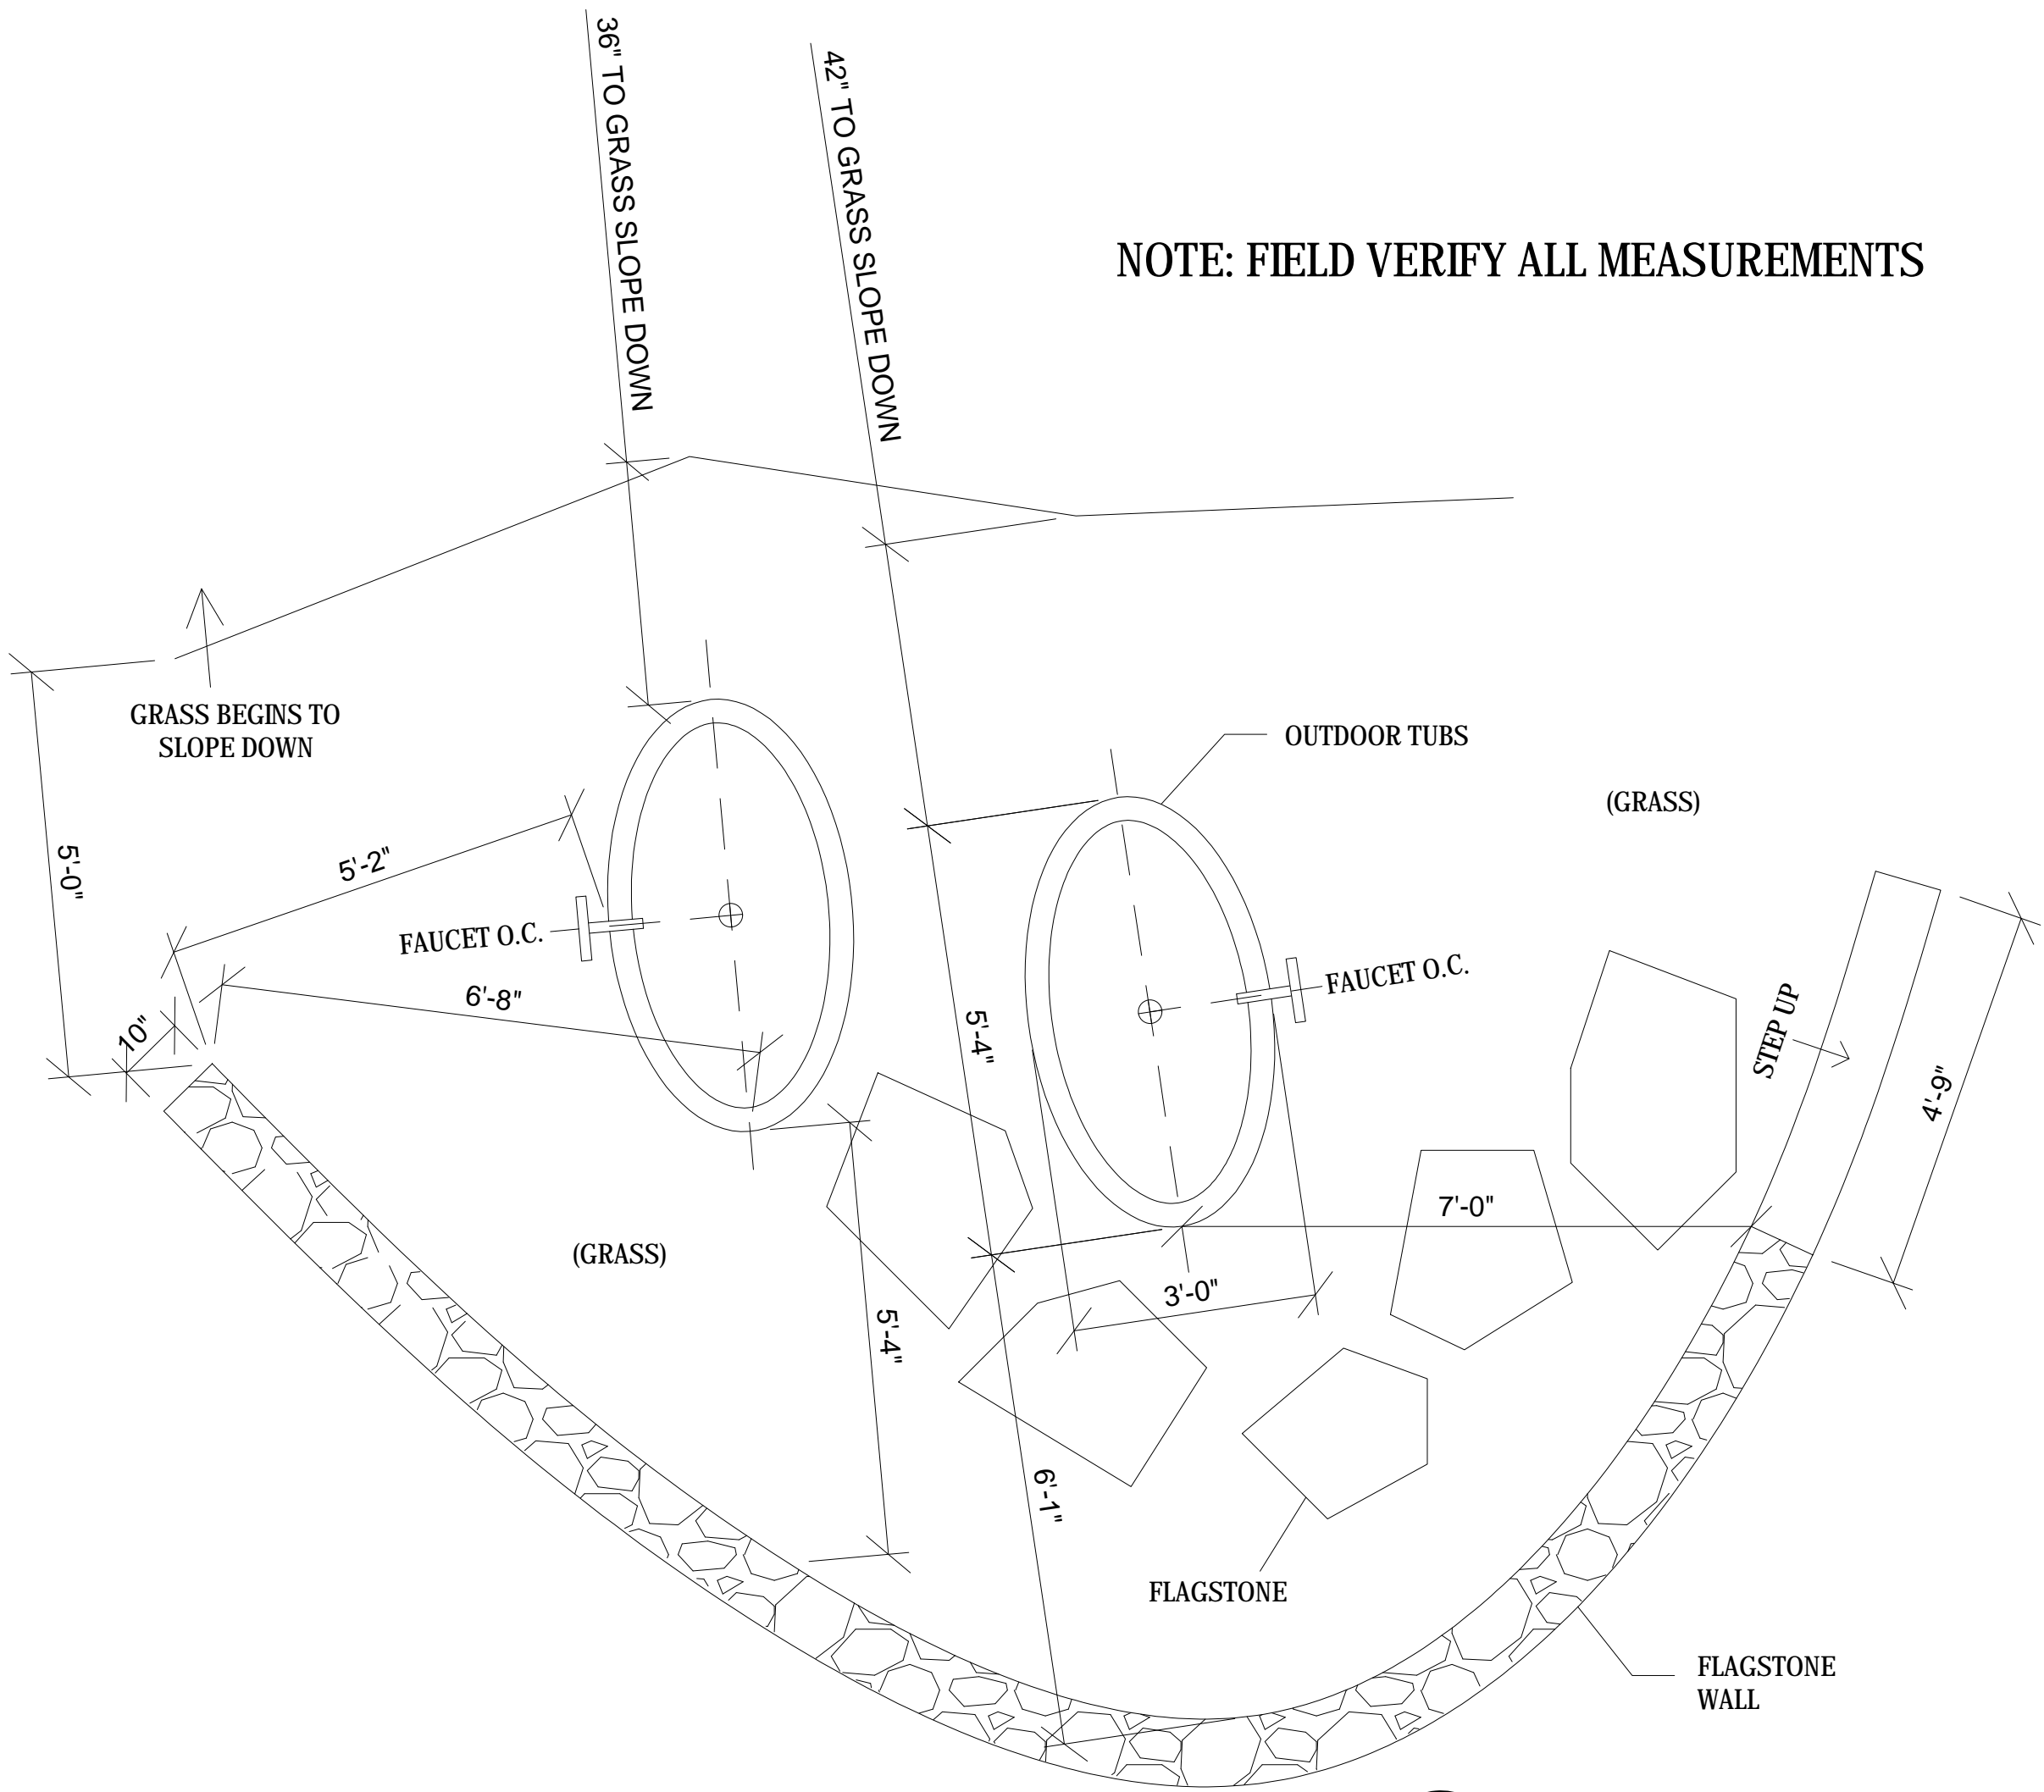 36" TO GRASS SLOPE DOWN
42" TO GRASS SLOPE DOWN
NOTE: FIELD VERIFY ALL MEASUREMENTS
GRASS BEGINS TO
SLOPE DOWN
OUTDOOR TUBS
(GRASS)
5'-0"
5'-2"
FAUCET O.C.
FAUCET O.C.
6'-8"
10"
5'-4"
STEP UP
4'-9"
7'-0"
(GRASS)
3'-0"
5'-4"
6'-1"
FLAGSTONE
FLAGSTONE
WALL